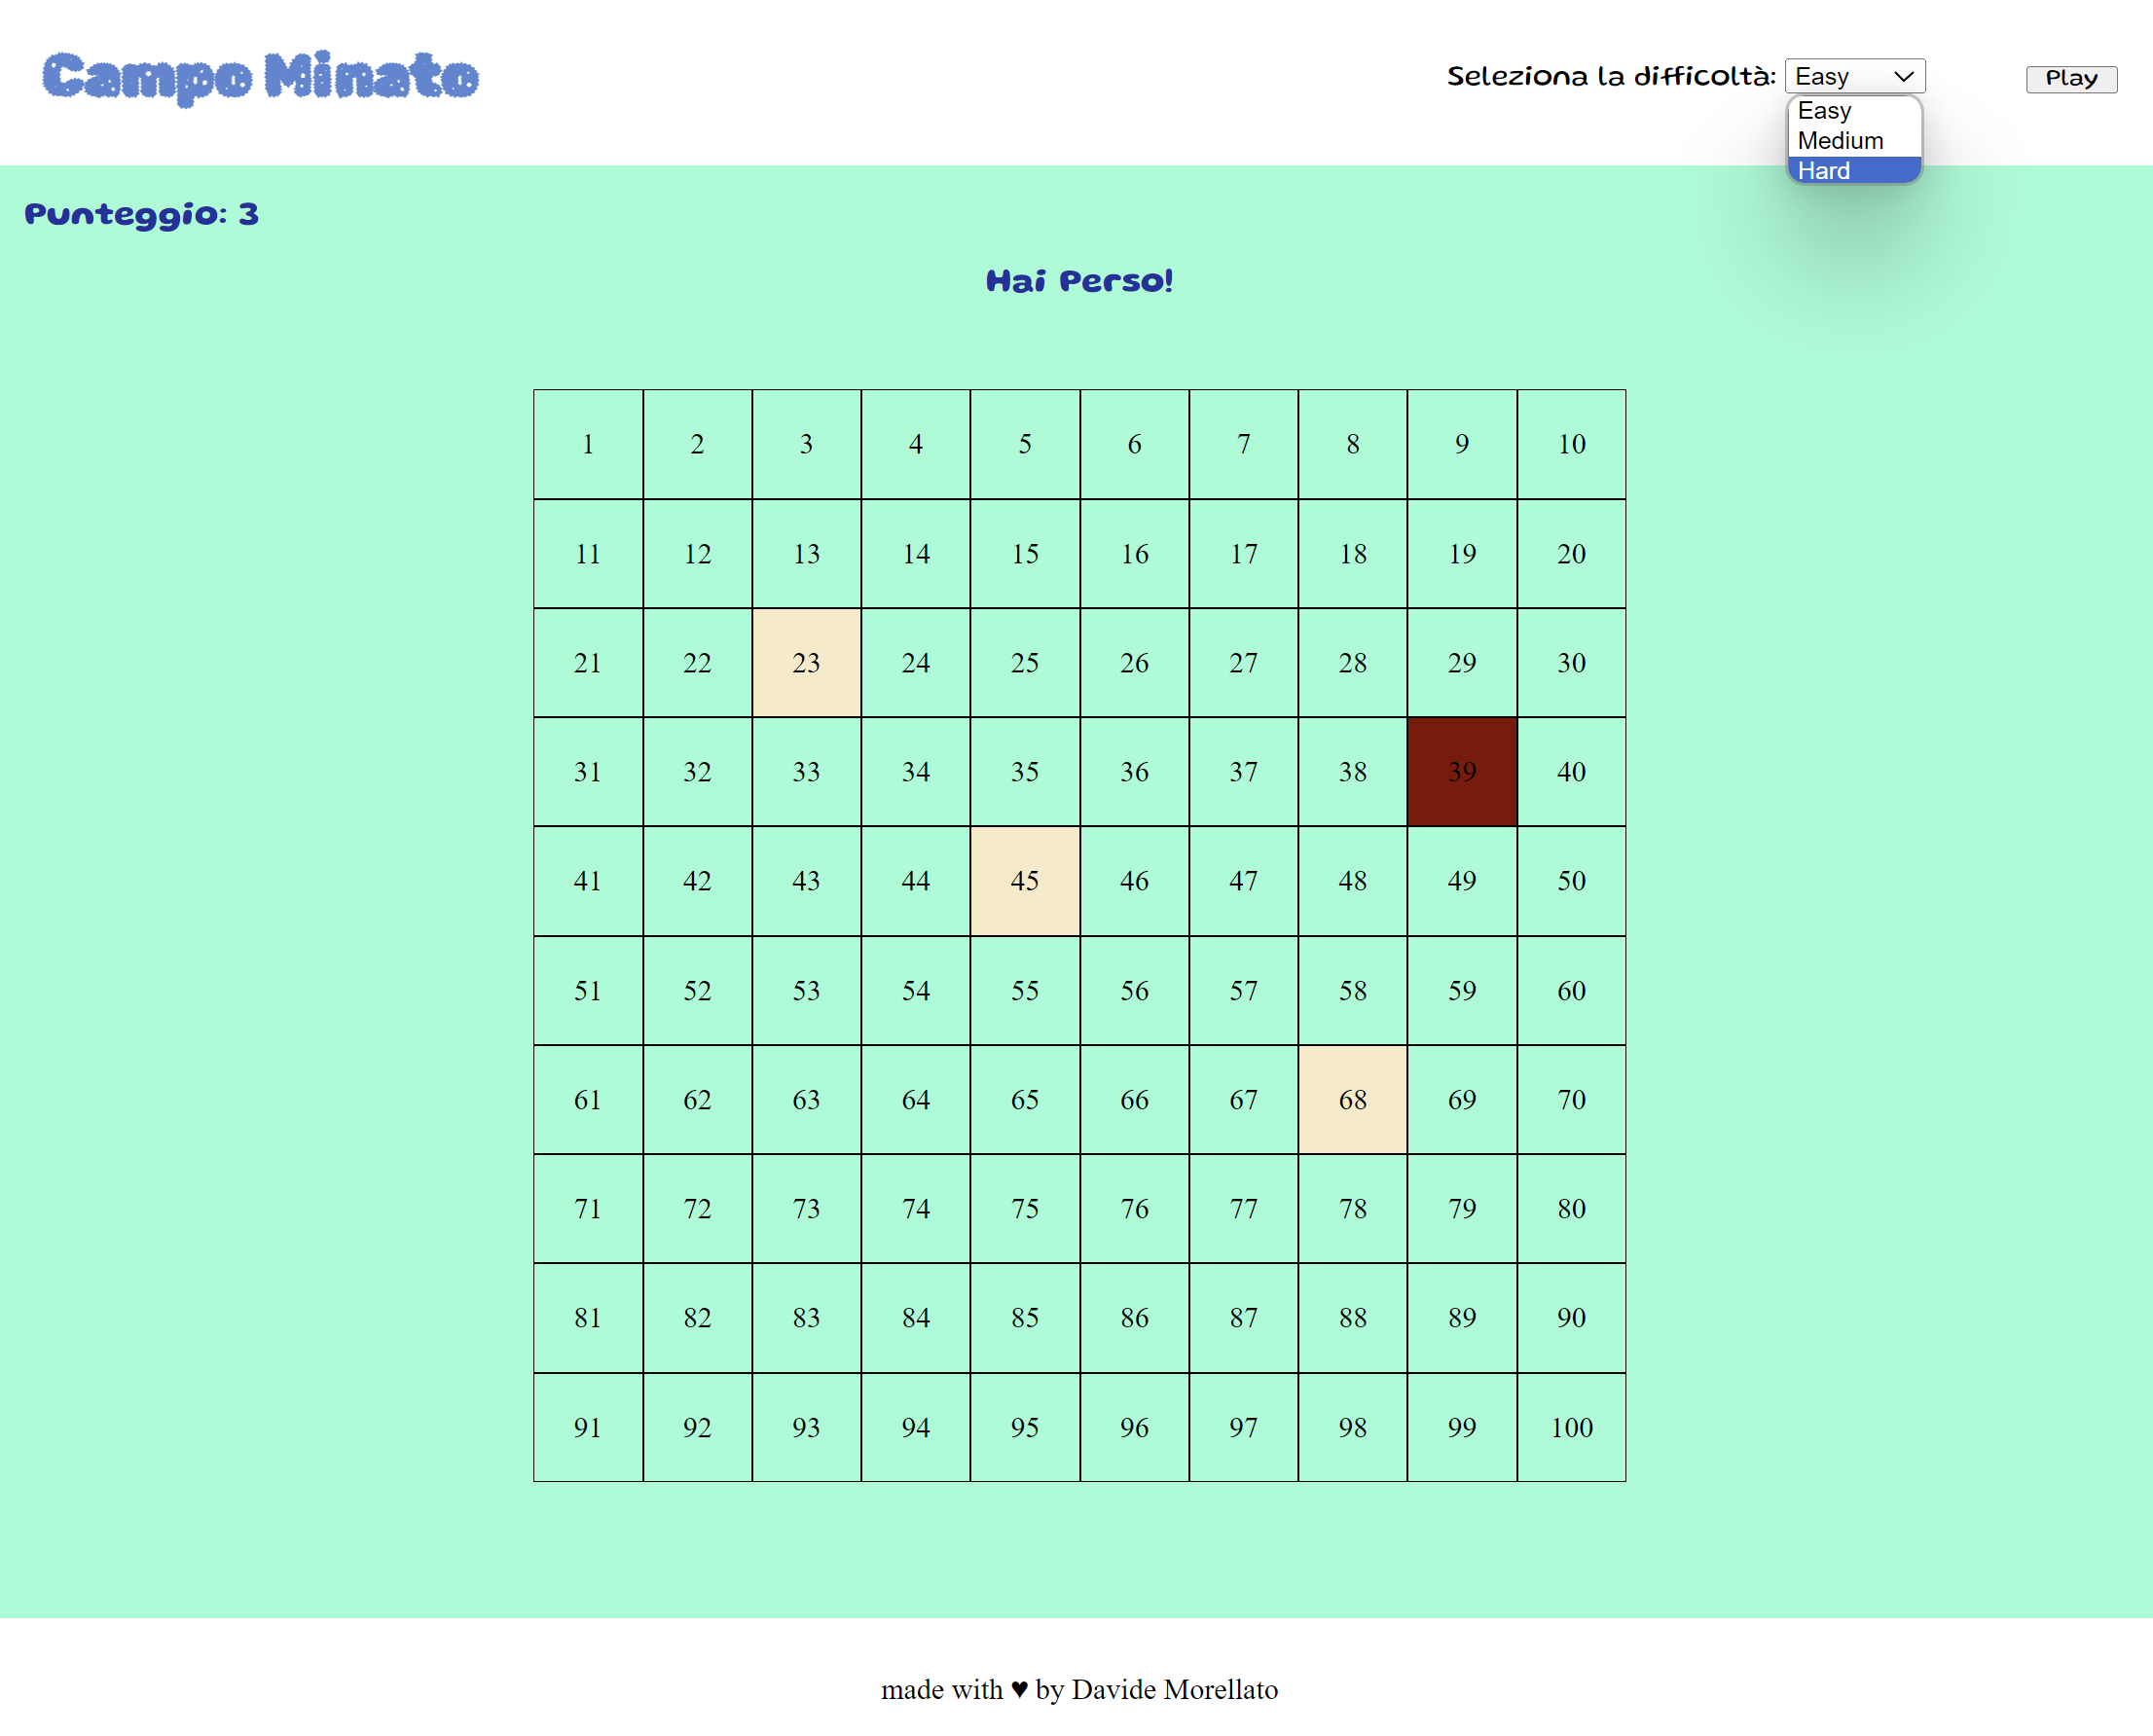 Campo Minato
Seleziona la difficoltà: Easy Play
Easy
Medium
Hard
Punteggio: 3
Hai Perso!
1 2 3 4 5 6 7 8 9 10
11 12 13 14 15 16 17 18 19 20
21 22 23 24 25 26 27 28 29 30
31 32 33 34 35 36 37 38 39 40
41 42 43 44 45 46 47 48 49 50
51 52 53 54 55 56 57 58 59 60
61 62 63 64 65 66 67 68 69 70
71 72 73 74 75 76 77 78 79 80
81 82 83 84 85 86 87 88 89 90
91 92 93 94 95 96 97 98 99 100
made with ♥ by Davide Morellato